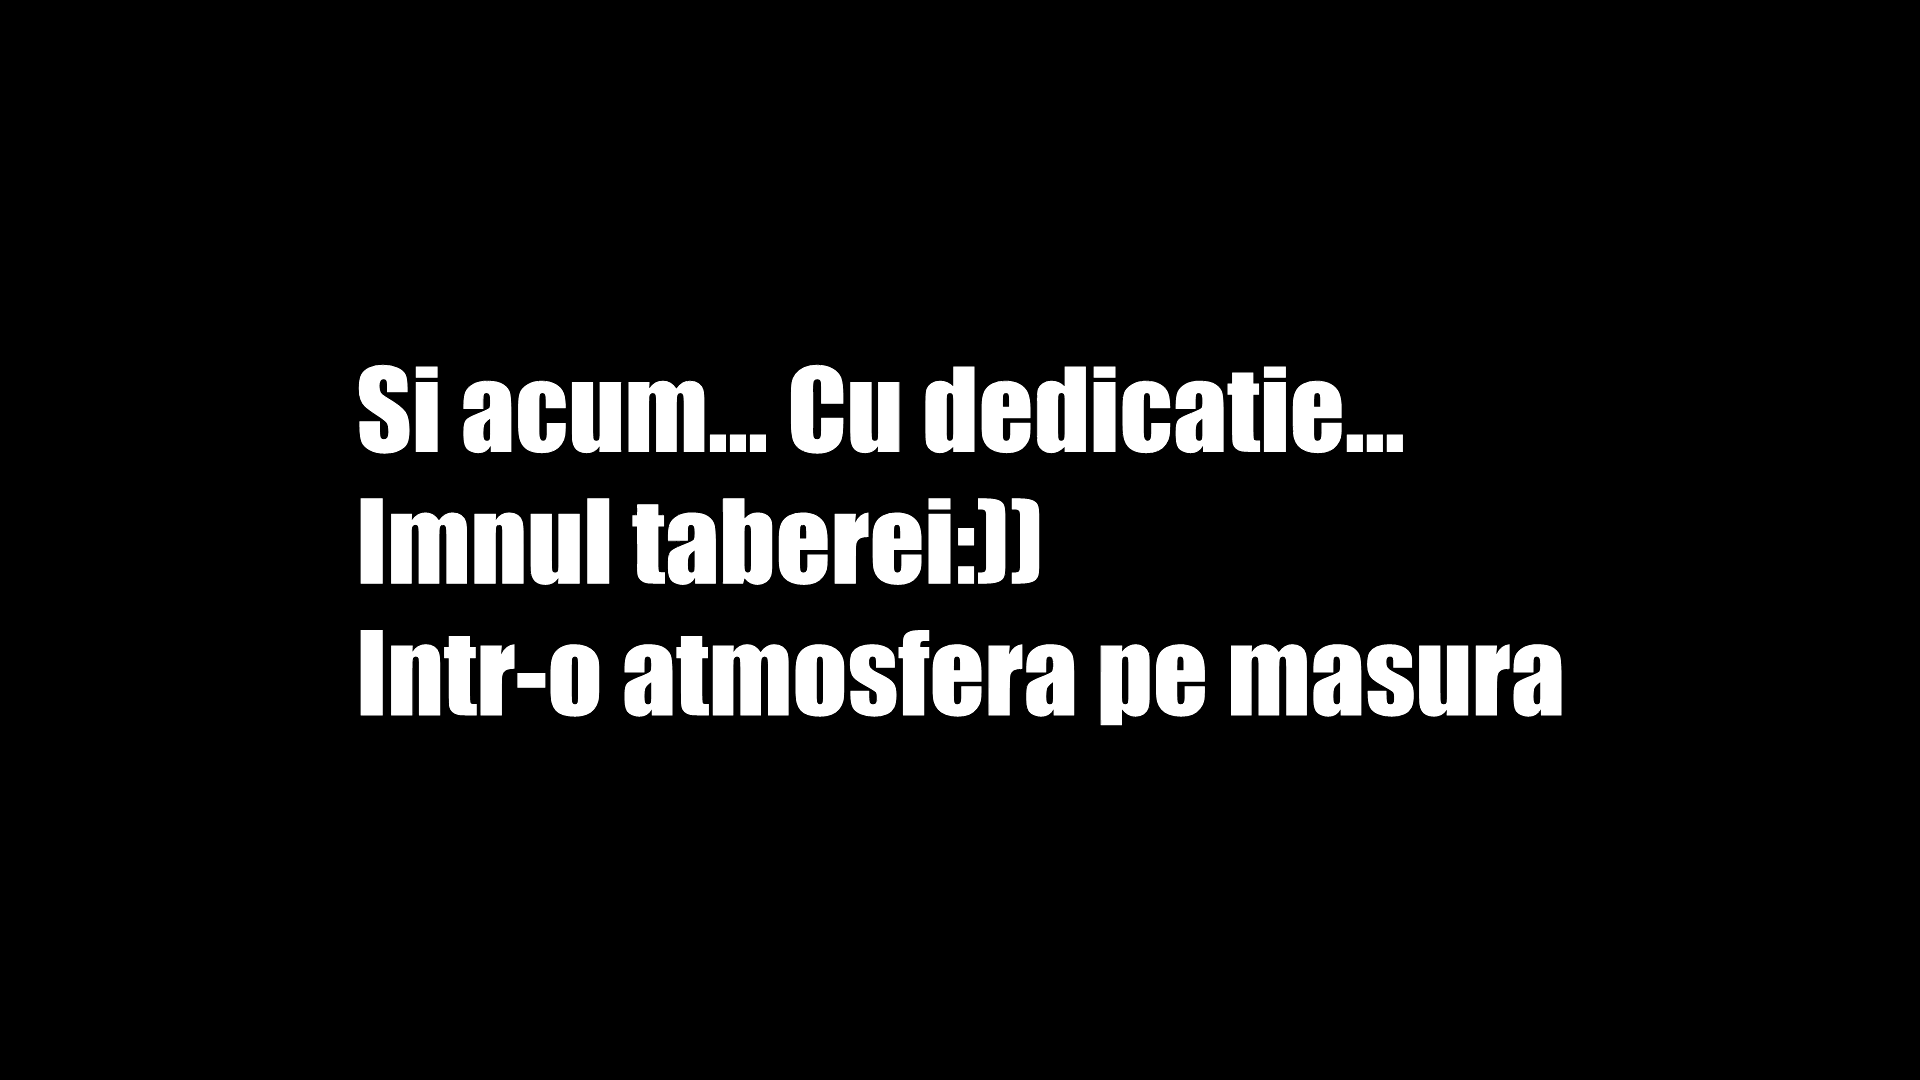 Si acum... Cu dedicatie...
Imnul taberei:))
Intr-o atmosfera pe masura